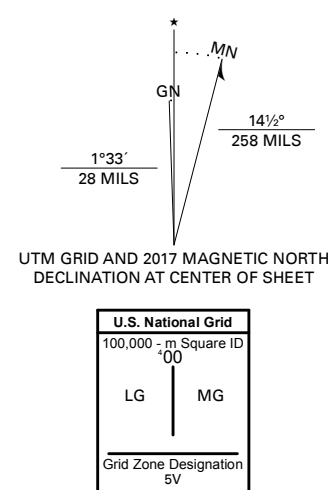 ★
MN
GN
14½°
258 MILS
1°33´
28 MILS
UTM GRID AND 2017 MAGNETIC NORTH
DECLINATION AT CENTER OF SHEET
U.S. National Grid
100,000 - m Square ID
⁴00
LG MG
Grid Zone Designation
5V